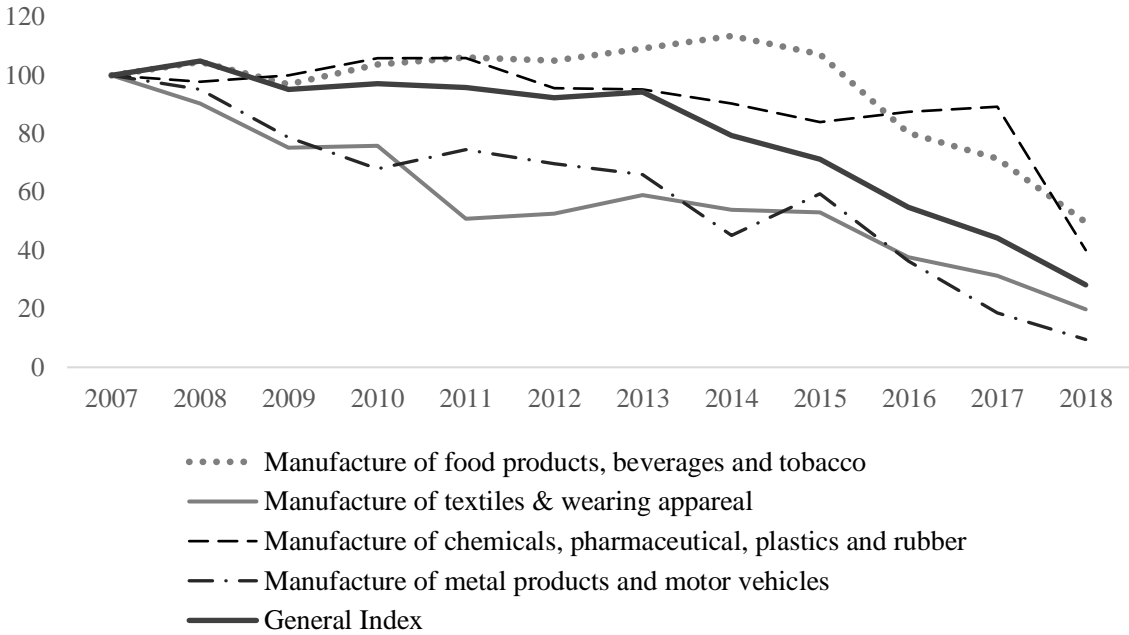 120
100
80
60
40
20
0
2007 2008 2009 2010 2011 2012 2013 2014 2015 2016 2017 2018
Manufacture of food products, beverages and tobacco
Manufacture of textiles & wearing appareal
Manufacture of chemicals, pharmaceutical, plastics and rubber
Manufacture of metal products and motor vehicles
General Index